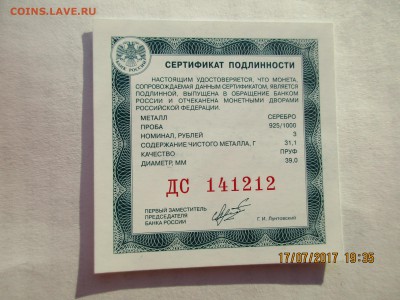 COINS.LAVE.RU
СЕРТИФИКАТ ПОДЛИННОСТИ
НАСТОЯЩИМ УДОСТОВЕРЯЕТСЯ, ЧТО МОНЕТА,
СОПРОВОЖДАЕМАЯ ДАННЫМ СЕРТИФИКАТОМ, ЯВЛЯЕТСЯ
ПОДЛИННОЙ, ВЫПУЩЕНА В ОБРАЩЕНИЕ БАНКОМ
РОССИИ И ОТЧЕКАНЕНА МОНЕТНЫМИ ДВОРАМИ
РОССИЙСКОЙ ФЕДЕРАЦИИ.
МЕТАЛЛ СЕРЕБРО
ПРОБА 925/1000
НОМИНАЛ, РУБЛЕЙ 3
СОДЕРЖАНИЕ ЧИСТОГО МЕТАЛЛА, Г 31,1
КАЧЕСТВО ПРУФ
ДИАМЕТР, ММ 39,0
ДС 141212
ПЕРВЫЙ ЗАМЕСТИТЕЛЬ
ПРЕДСЕДАТЕЛЯ
БАНКА РОССИИ Г. И. Лунтовский
17/07/2017 19:35